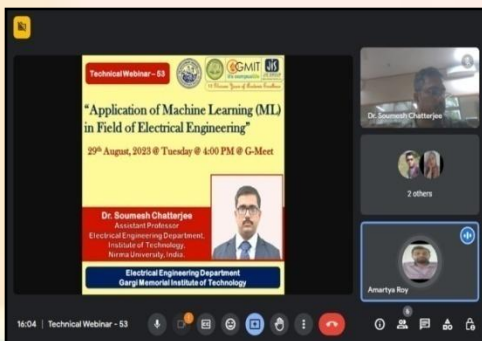 Technical Webinar - 53
GMIT
"Application of Machine Learning (ML)
in Field of Electrical Engineering"
29th August, 2023 @ Tuesday @ 4:00 PM @ G-Meet
Dr. Soumesh Chatterjee
Assistant Professor
Electrical Engineering Department,
Institute of Technology,
Nirma University, India.
Electrical Engineering Department
Gargi Memorial Institute of Technology
Dr. Soumesh Chatterjee
2 others
Amartya Roy
16:04 | Technical Webinar - 53